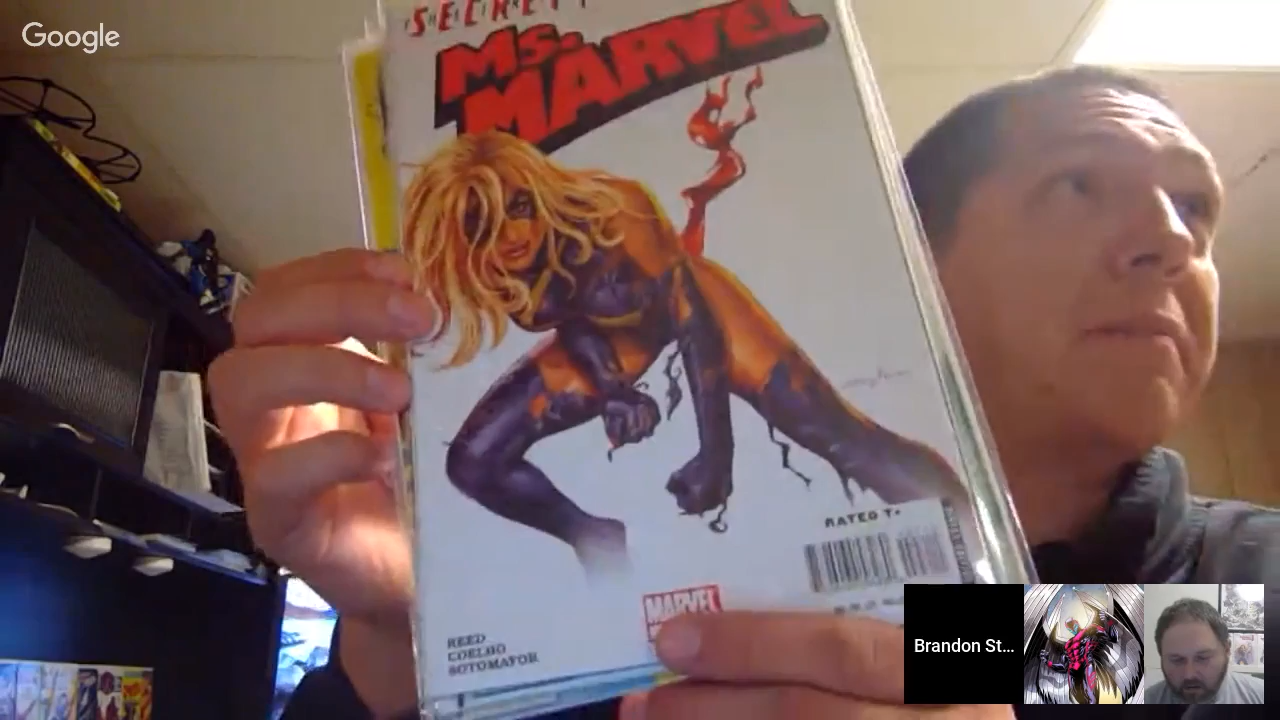 Google
SECRET
Ms.
MARVEL
RATED T+
MARVEL
REED
COELHO
SOTOMAYOR
Brandon St...